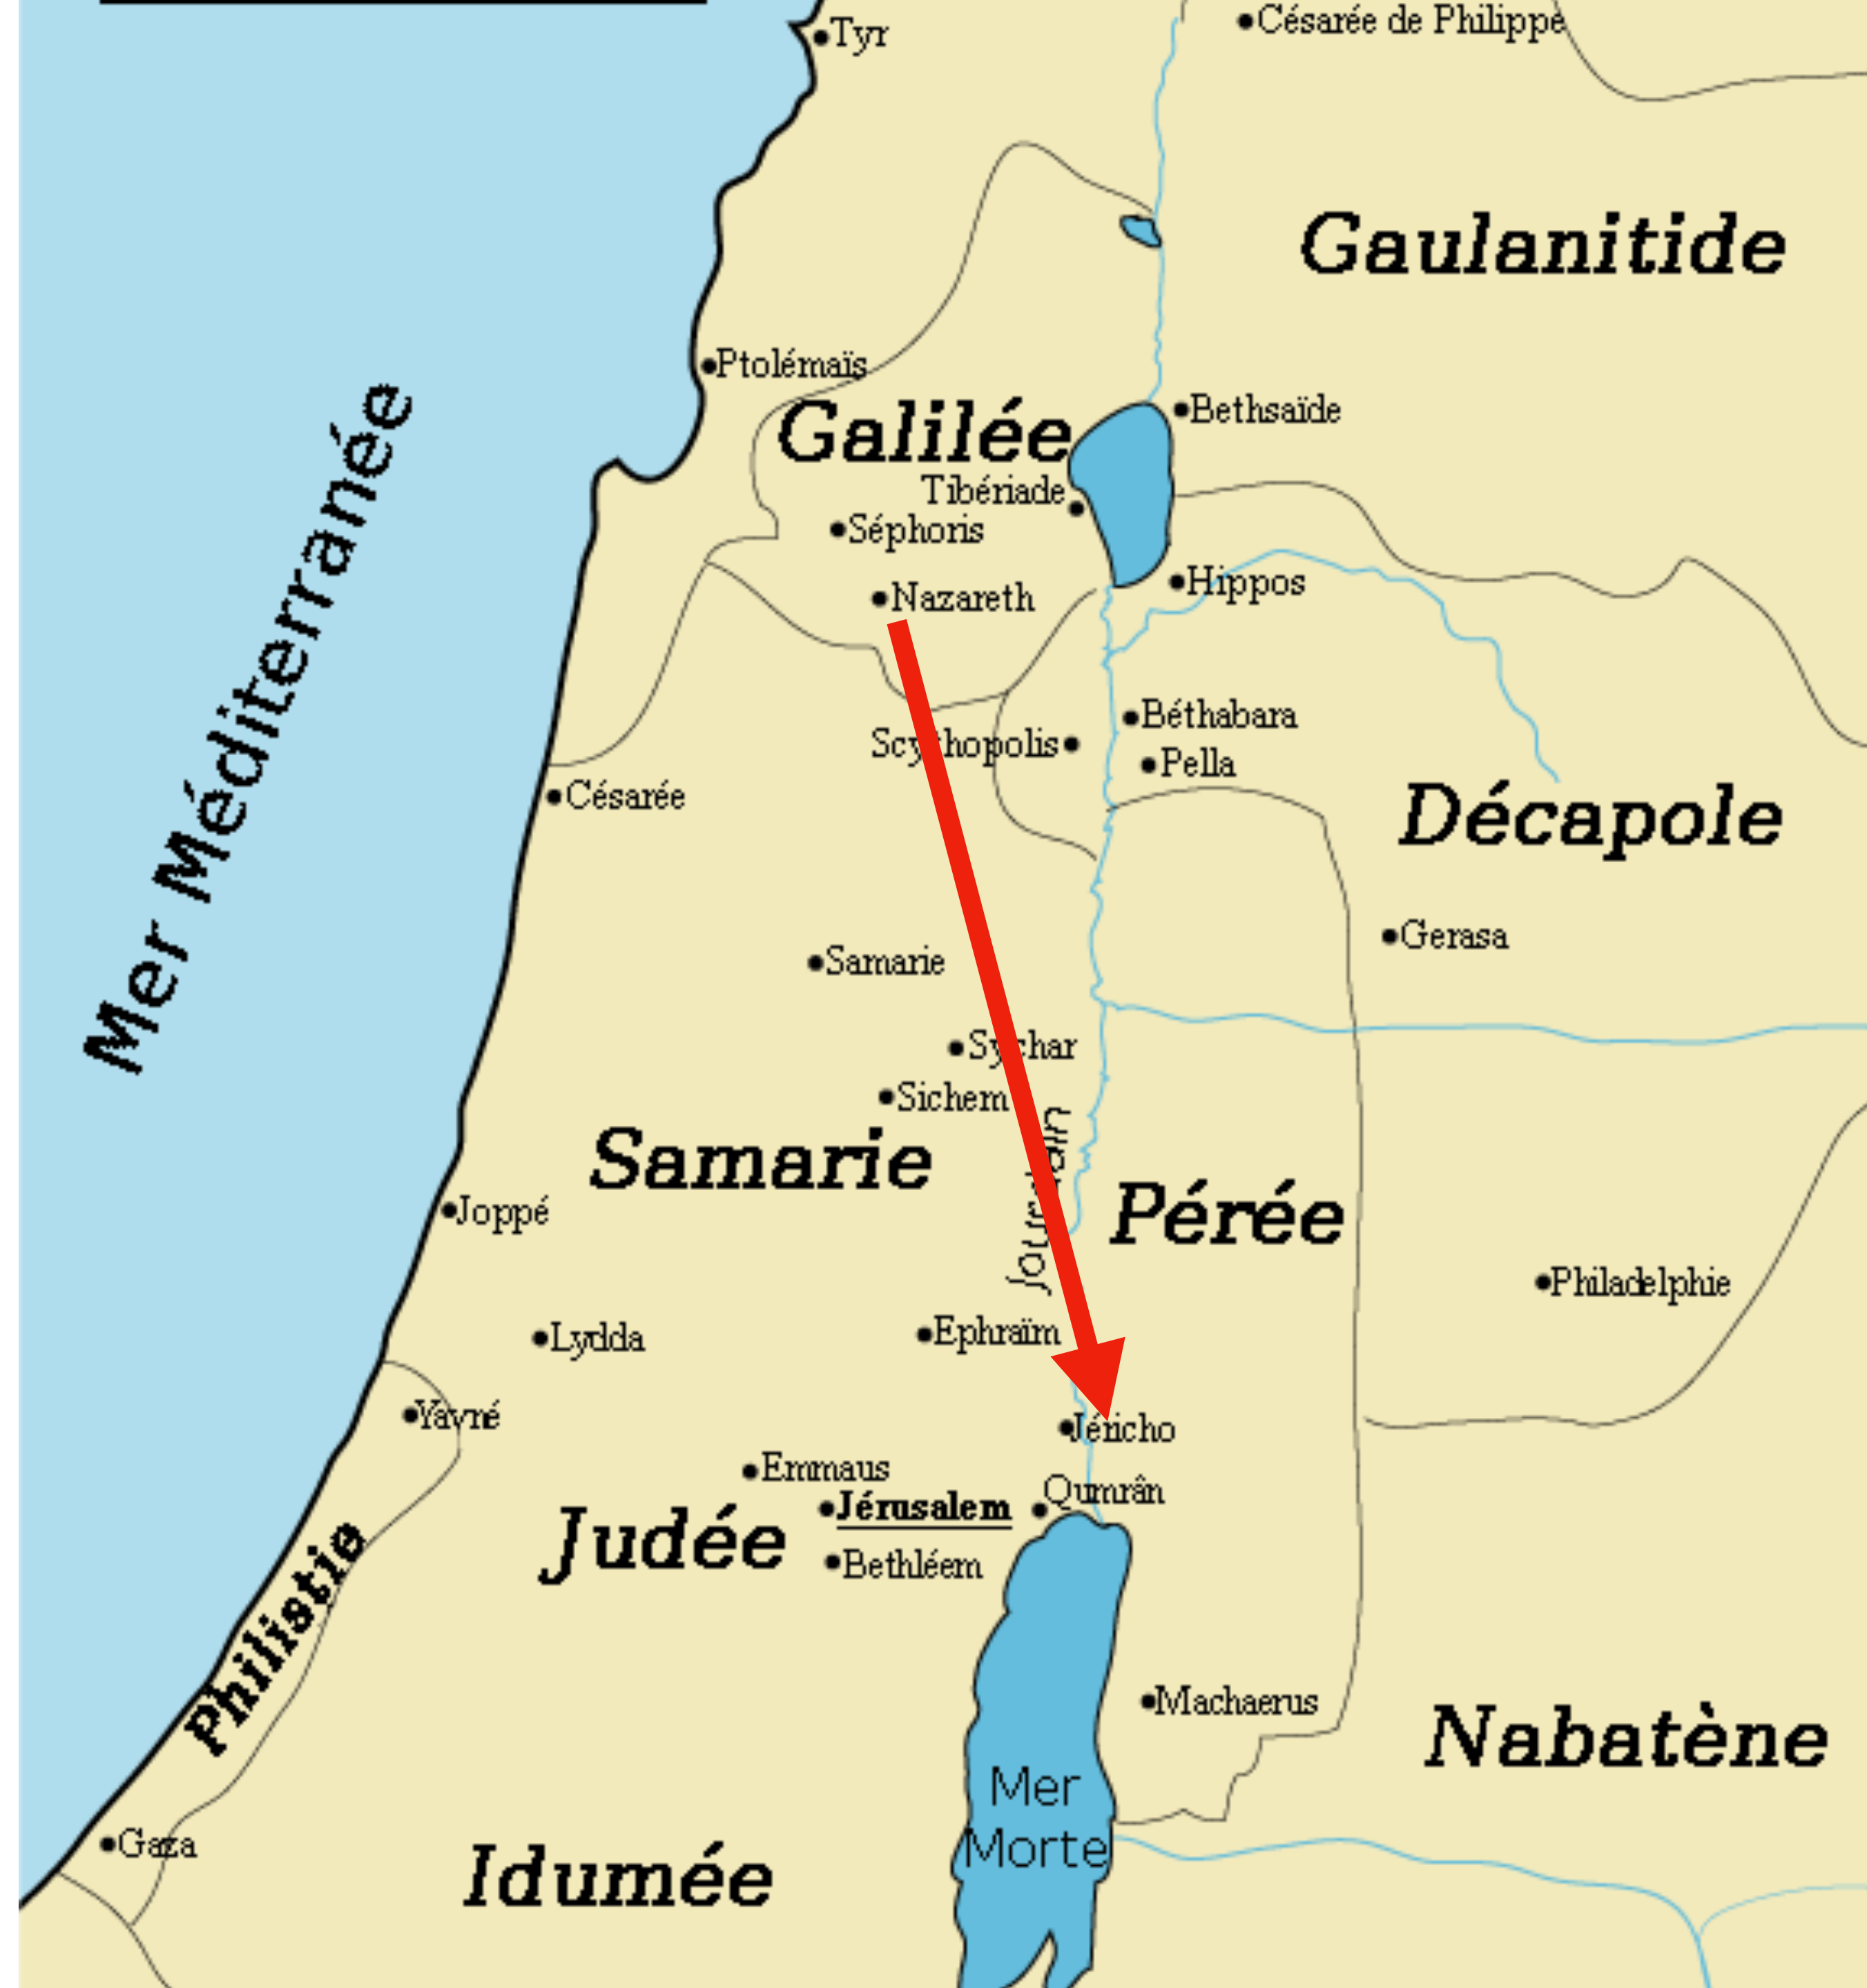 Tyr
Césarée de Philippe
Gaulanitide
Ptolémaïs
Galilée
Bethsaïde
Tibériade
Séphoris
Hippos
Nazareth
Mer Méditerranée
Béthabara
Scythopolis
Pella
Césarée
Décapole
Gerasa
Samarie
Sychar
Sichem
Samarie
Jourdain
Pérée
Joppé
Philadelphie
Ephraïm
Lydda
Yavné
Jéricho
Emmaus
Qumrân
Jérusalem
Judée
Bethléem
Philistie
Machaerus
Nabatène
Mer
Morte
Gaza
Idumée